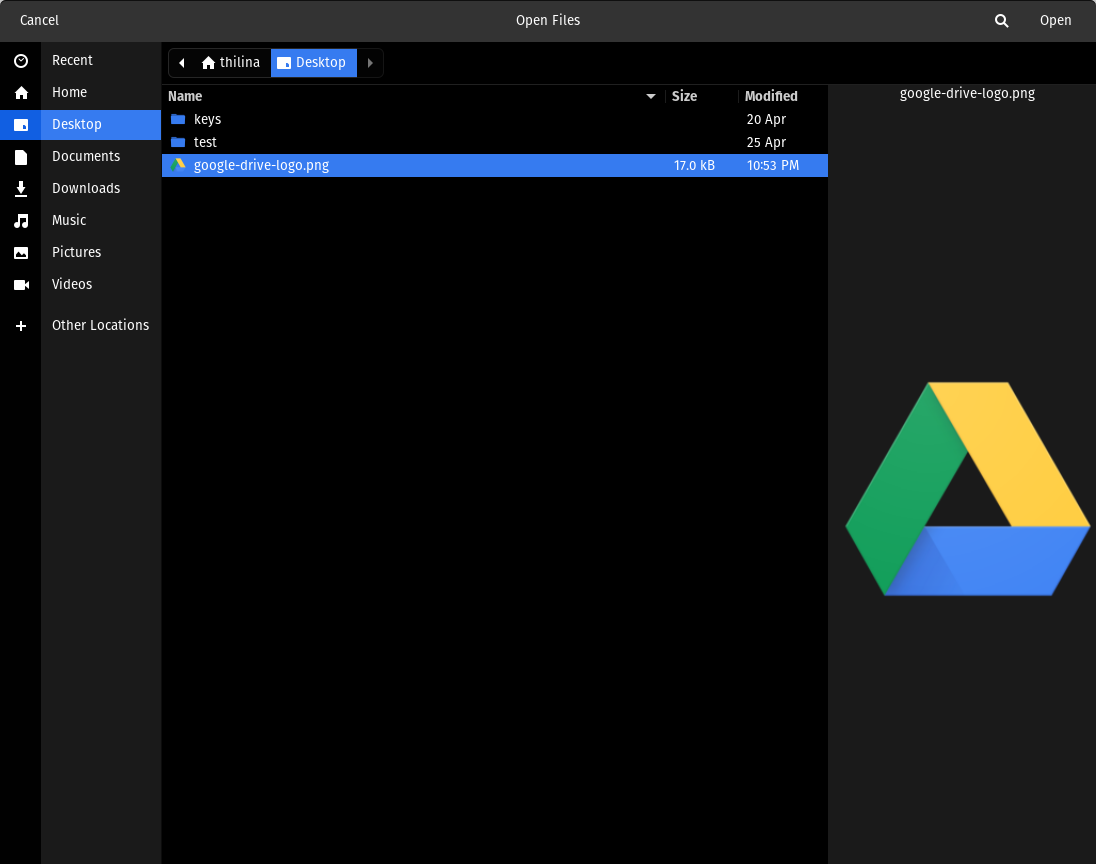 Cancel Open Files Open
Recent
Home
Desktop
Documents
Downloads
Music
Pictures
Videos
Other Locations
thilina Desktop
Name Size Modified
keys 20 Apr
test 25 Apr
google-drive-logo.png 17.0 kB 10:53 PM
google-drive-logo.png